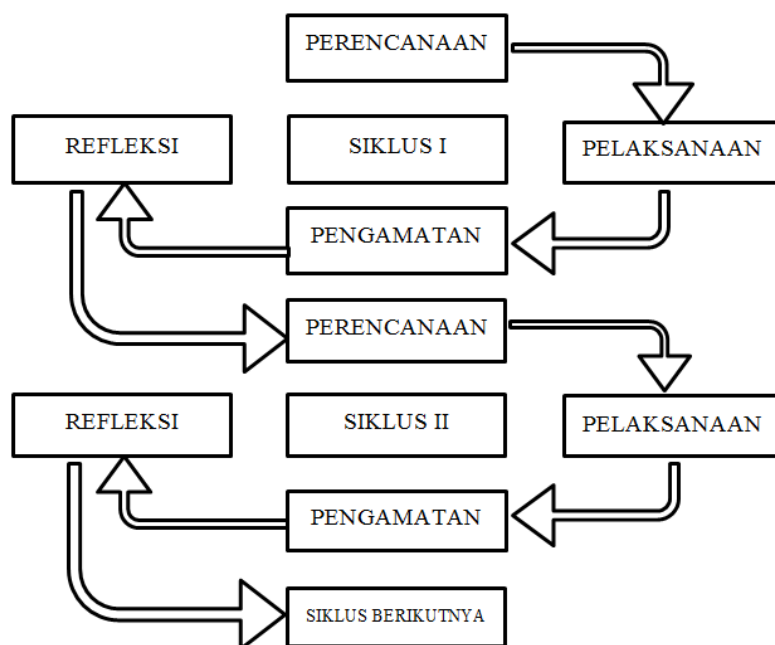 PERENCANAAN
REFLEKSI
SIKLUS I
PELAKSANAAN
PENGAMATAN
PERENCANAAN
REFLEKSI
SIKLUS II
PELAKSANAAN
PENGAMATAN
SIKLUS BERIKUTNYA